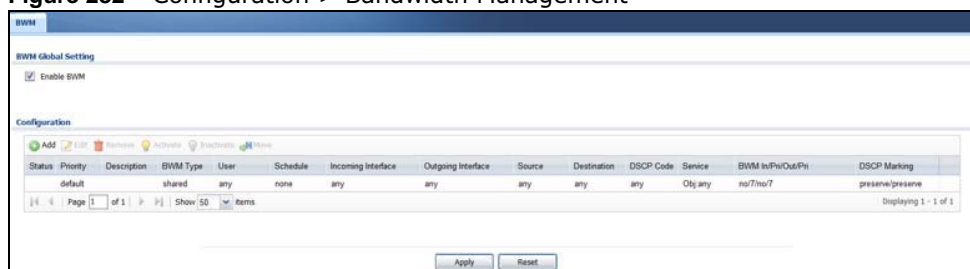 Figure 282 Configuration > Bandwidth Management
BWM
BWM Global Setting
Enable BWM
Configuration
Add Edit Remove Activate Inactivate Move
Status Priority Description BWM Type User Schedule Incoming Interface Outgoing Interface Source Destination DSCP Code Service BWM In/Pri/Out/Pri DSCP Marking
default shared any none any any any any any Obj:any no/7/no/7 preserve/preserve
Page 1 of 1 Show 50 items Displaying 1 - 1 of 1
Apply Reset